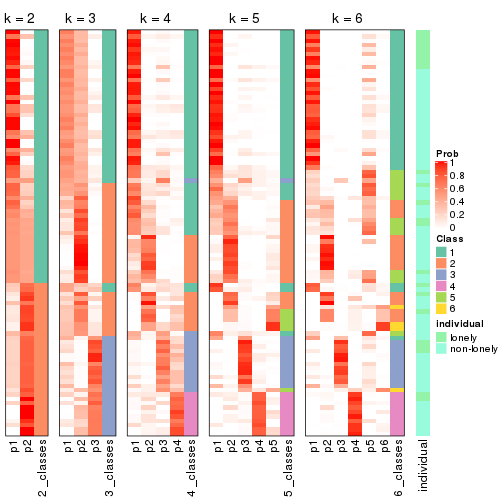 k = 2 k = 3 k = 4 k = 5 k = 6
Prob
1
0.8
0.6
0.4
0.2
0
Class
1
2
3
4
5
6
individual
lonely
non-lonely
p1 p2 2_classes p1 p2 p3 3_classes p1 p2 p3 p4 4_classes p1 p2 p3 p4 p5 5_classes p1 p2 p3 p4 p5 p6 6_classes individual